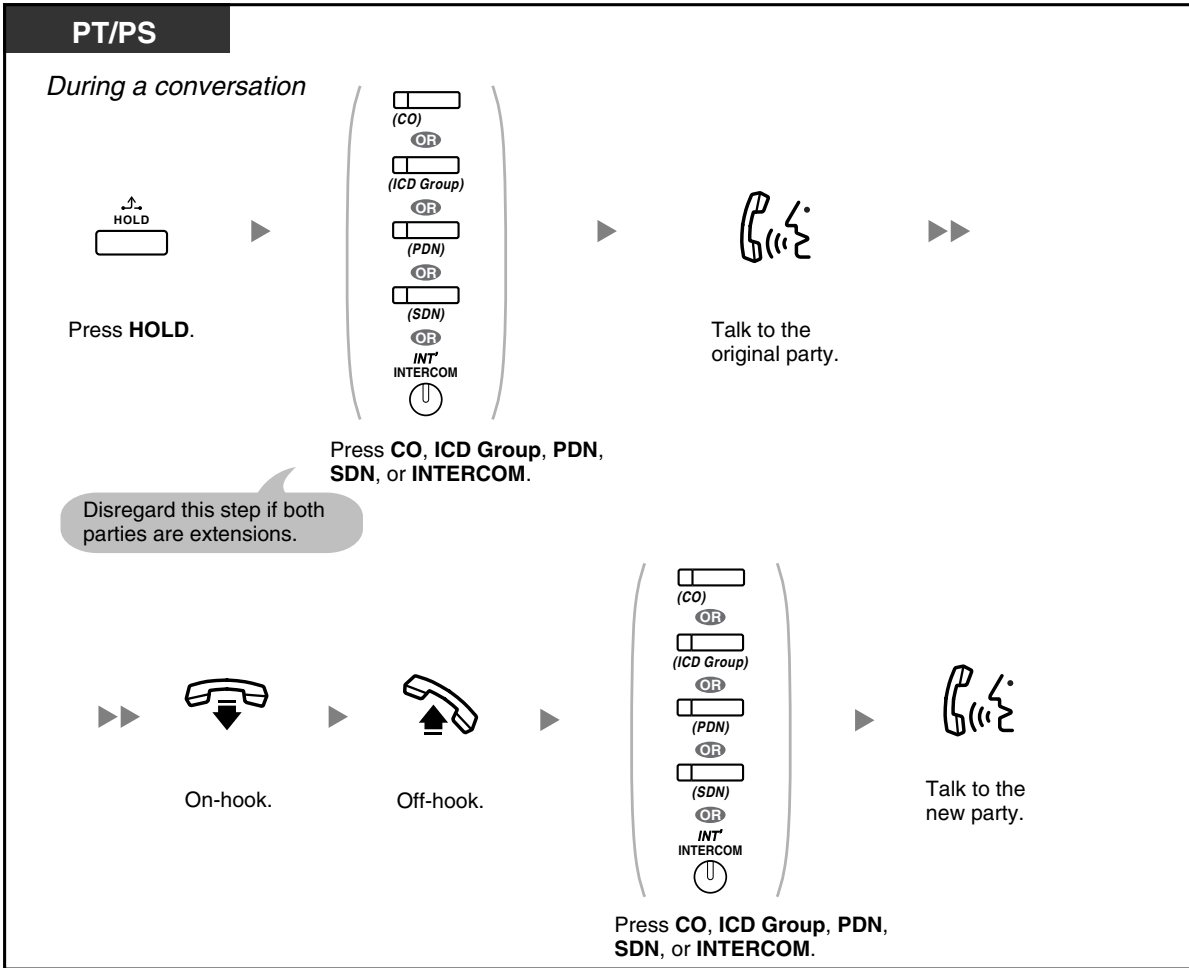 PT/PS
During a conversation
(CO)
OR
(ICD Group)
OR
(PDN)
OR
(SDN)
OR
INT'
INTERCOM
HOLD
Press HOLD.
Press CO, ICD Group, PDN,
SDN, or INTERCOM.
Talk to the
original party.
Disregard this step if both
parties are extensions.
On-hook.
Off-hook.
(CO)
OR
(ICD Group)
OR
(PDN)
OR
(SDN)
OR
INT'
INTERCOM
Press CO, ICD Group, PDN,
SDN, or INTERCOM.
Talk to the
new party.